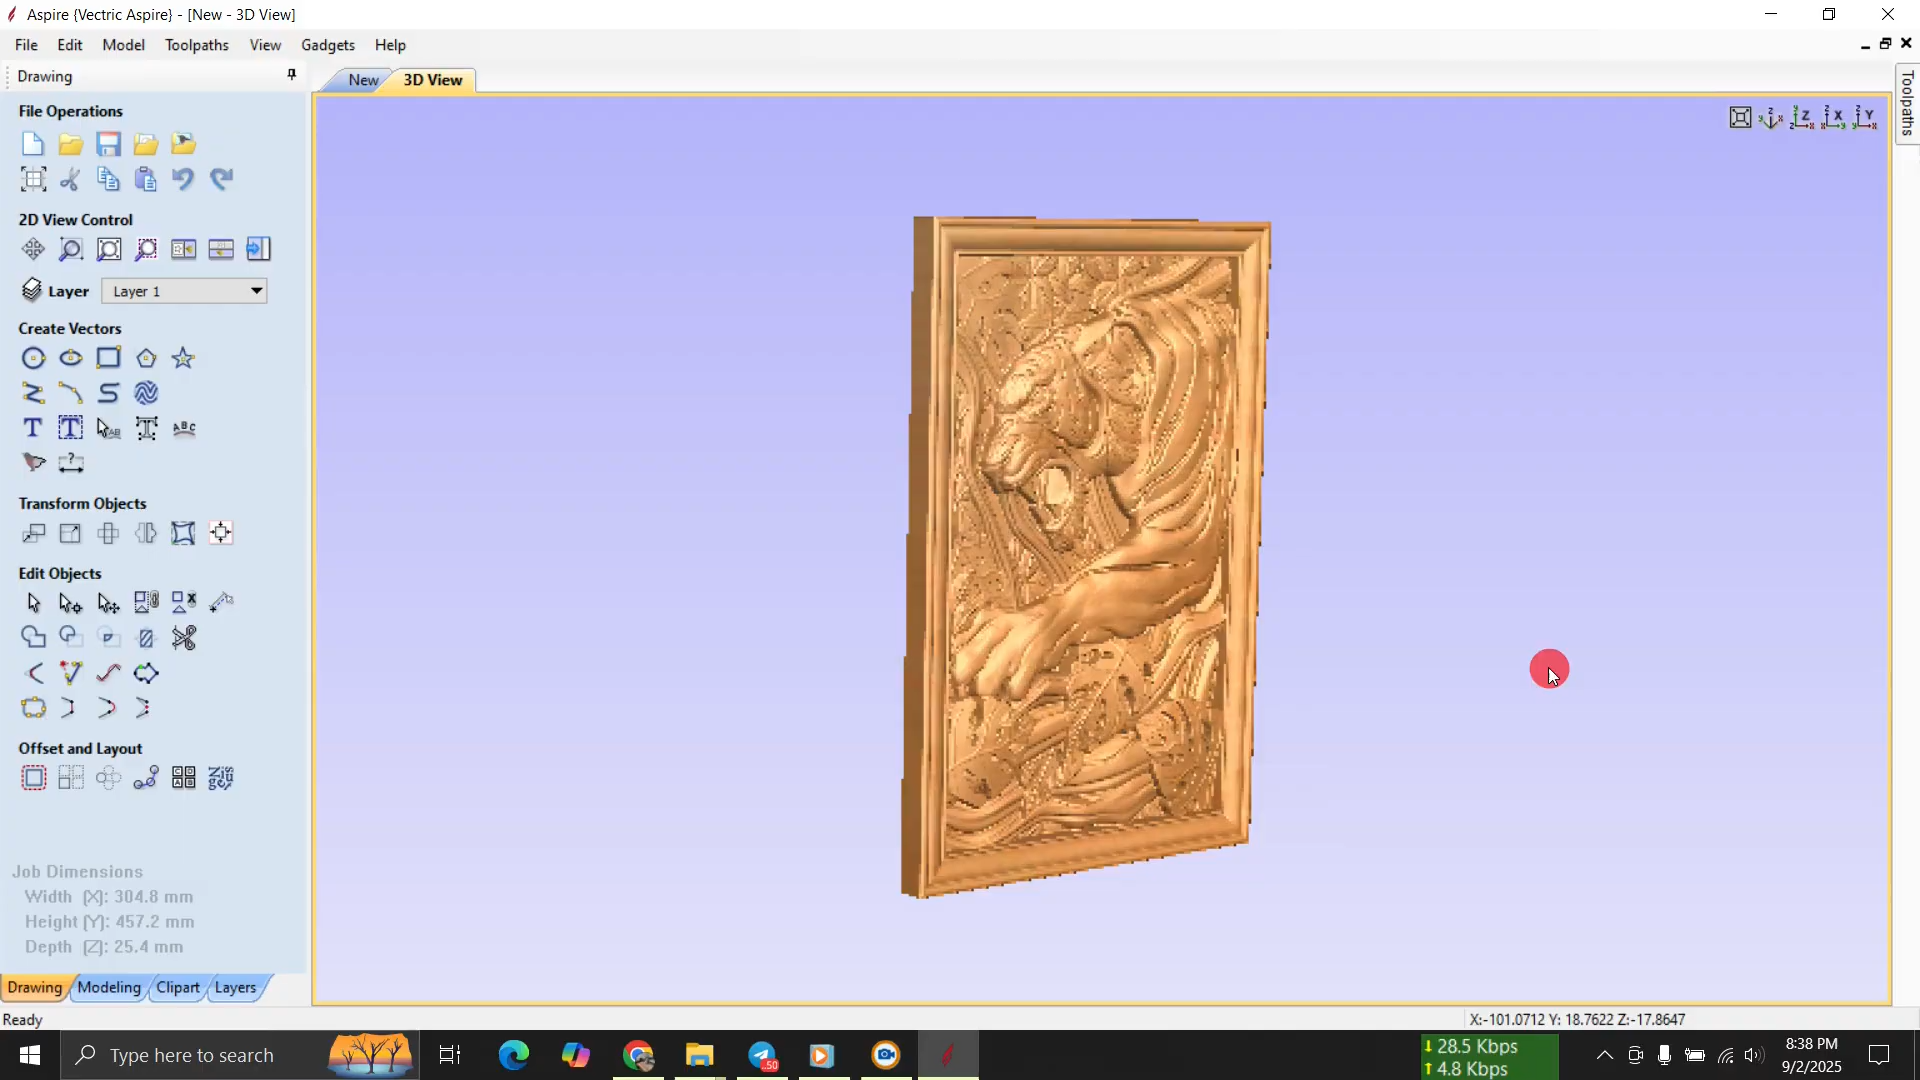 Aspire {Vectric Aspire} - [New - 3D View]
File Edit Model Toolpaths View Gadgets Help
Drawing
New
3D View
Toolpaths
File Operations
2D View Control
Layer
Layer 1
Create Vectors
Transform Objects
Edit Objects
Offset and Layout
Job Dimensions
Width (X): 304.8 mm
Height (Y): 457.2 mm
Depth (Z): 25.4 mm
Drawing Modeling Clipart Layers
Ready
X:-101.0712 Y: 18.7622 Z:-17.8647
Type here to search
.50
28.5 Kbps
4.8 Kbps
8:38 PM
9/2/2025